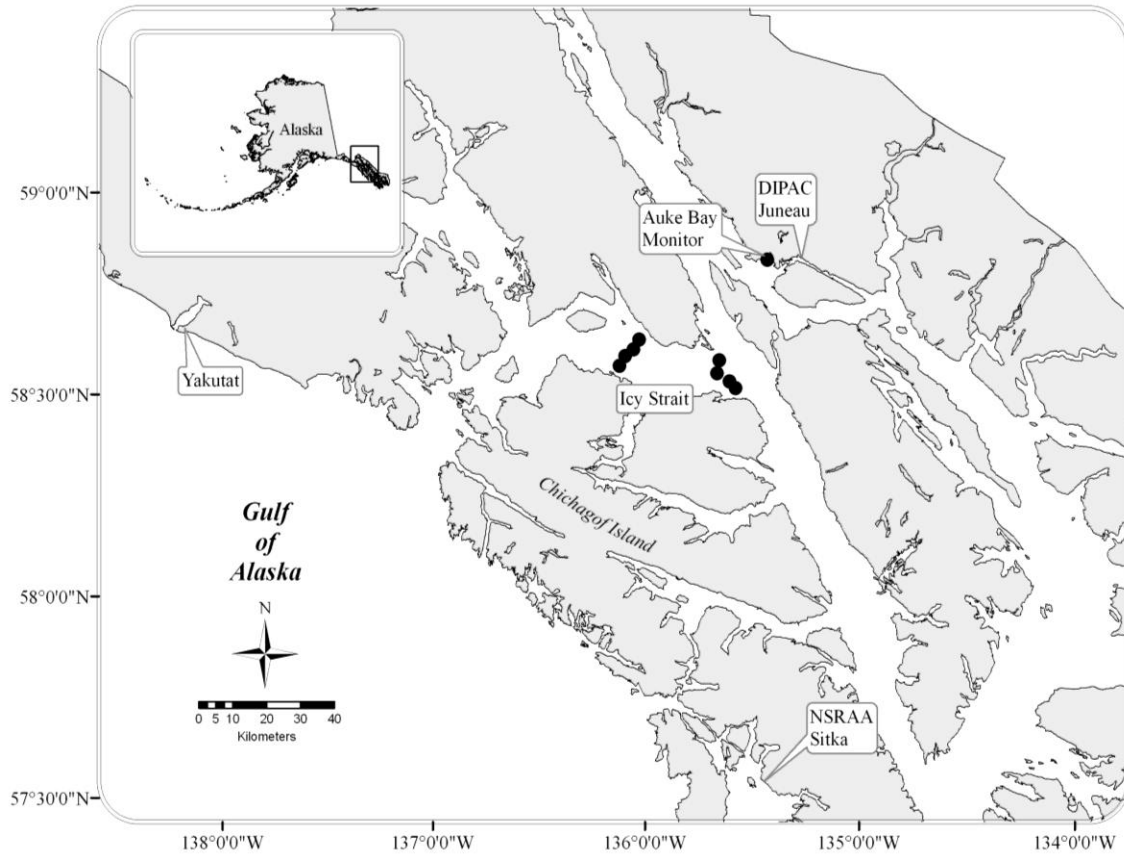 Alaska
59°0'0"N
58°30'0"N
58°0'0"N
57°30'0"N
DIPAC
Juneau
Auke Bay
Monitor
Yakutat
Icy Strait
Chichagof Island
Gulf
of
Alaska
N
0 5 10 20 30 40
Kilometers
NSRAA
Sitka
138°0'0"W 137°0'0"W 136°0'0"W 135°0'0"W 134°0'0"W